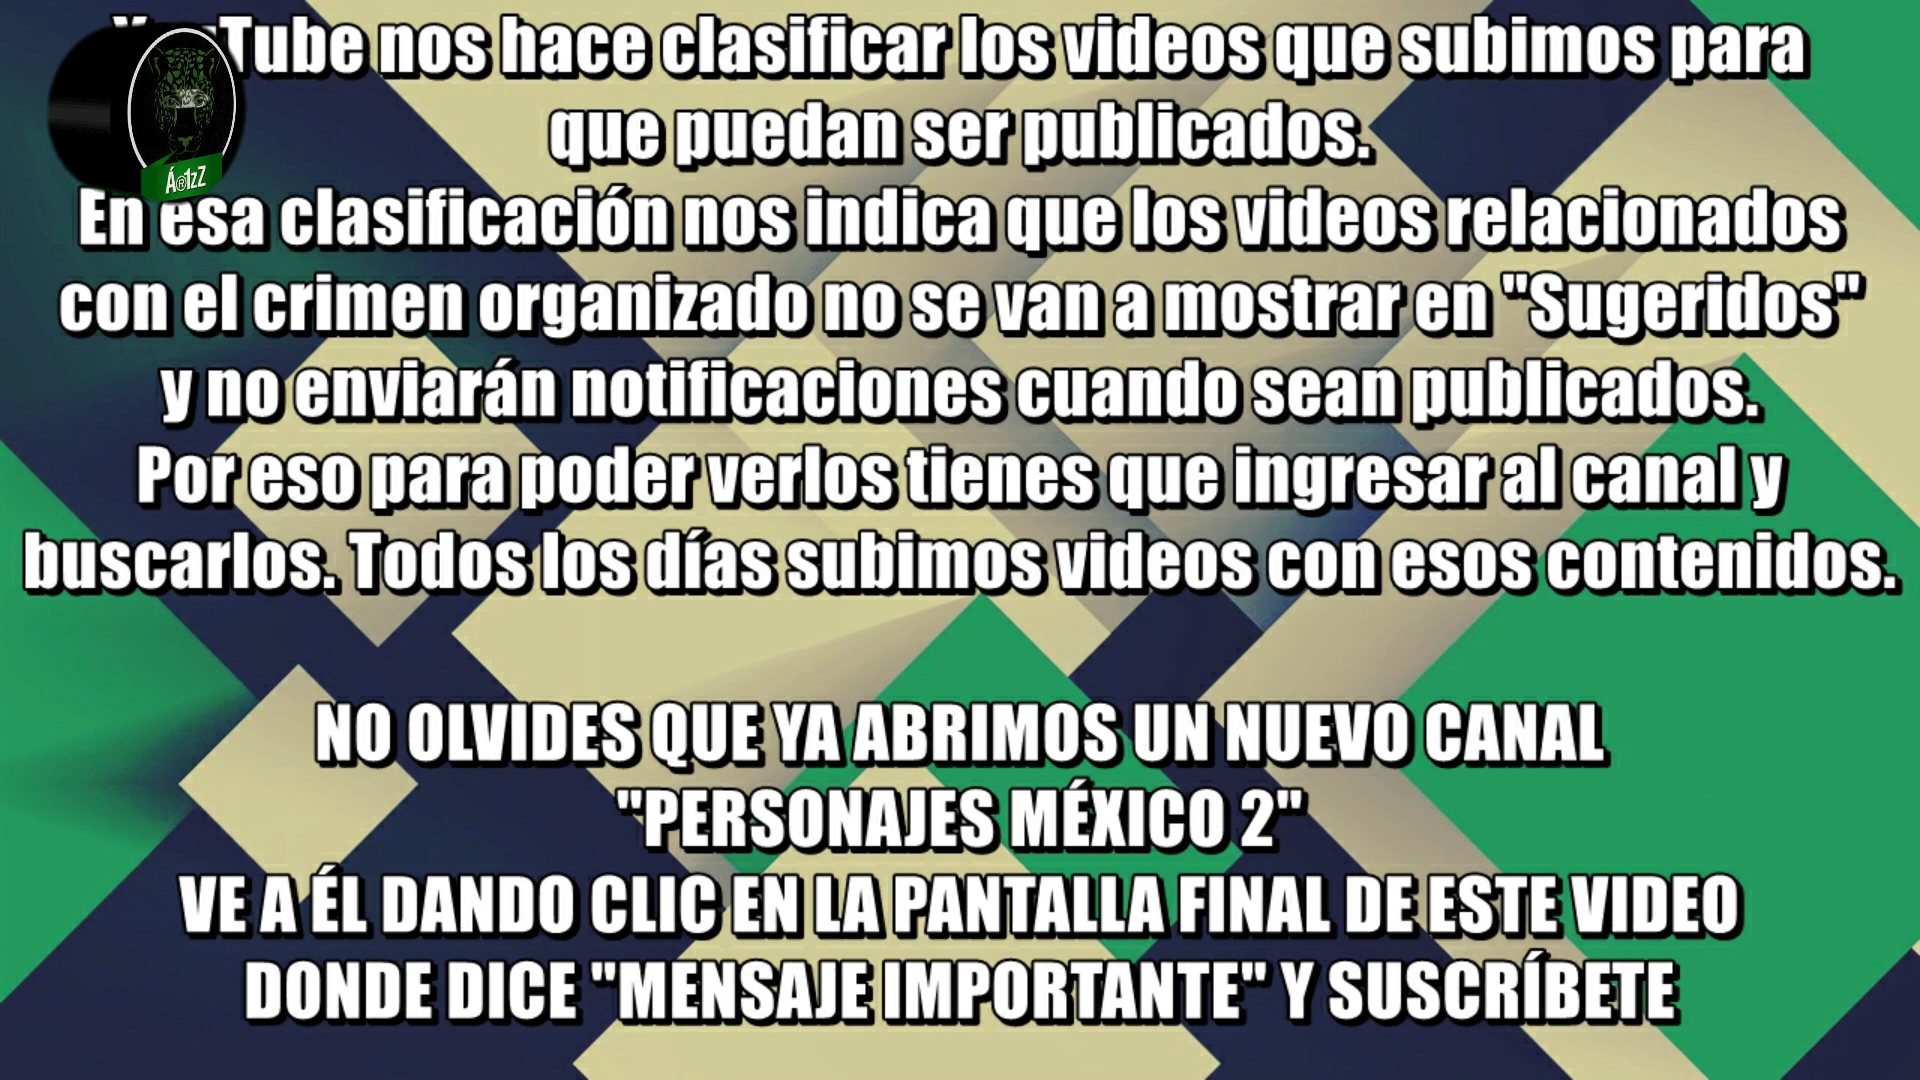 YouTube nos hace clasificar los videos que subimos para
que puedan ser publicados.
En esa clasificación nos indica que los videos relacionados
con el crimen organizado no se van a mostrar en "Sugeridos"
y no enviarán notificaciones cuando sean publicados.
Por eso para poder verlos tienes que ingresar al canal y
buscarlos. Todos los días subimos videos con esos contenidos.
NO OLVIDES QUE YA ABRIMOS UN NUEVO CANAL
"PERSONAJES MÉXICO 2"
VE A ÉL DANDO CLIC EN LA PANTALLA FINAL DE ESTE VIDEO
DONDE DICE "MENSAJE IMPORTANTE" Y SUSCRÍBETE
Á®1zZ